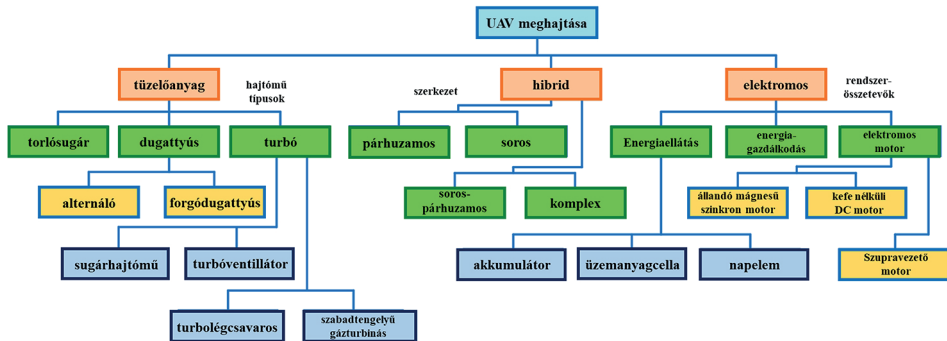 UAV meghajtása
tüzelőanyag
hajtómű
típusok
hibrid
szerkezet
elektromos
rendszer-
összetevők
torlósugár
dugattyús
turbó
párhuzamos
soros
Energiaellátás
energia-
gazdálkodás
elektromos
motor
alternáló
forgódugattyús
soros-
párhuzamos
komplex
állandó mágnesű
szinkron motor
kefe nélküli
DC motor
sugárhajtómű
turbóventillátor
akkumulátor
üzemanyagcella
napelem
Szupravezető
motor
turbolégcsavaros
szabadtengelyű
gázturbinás